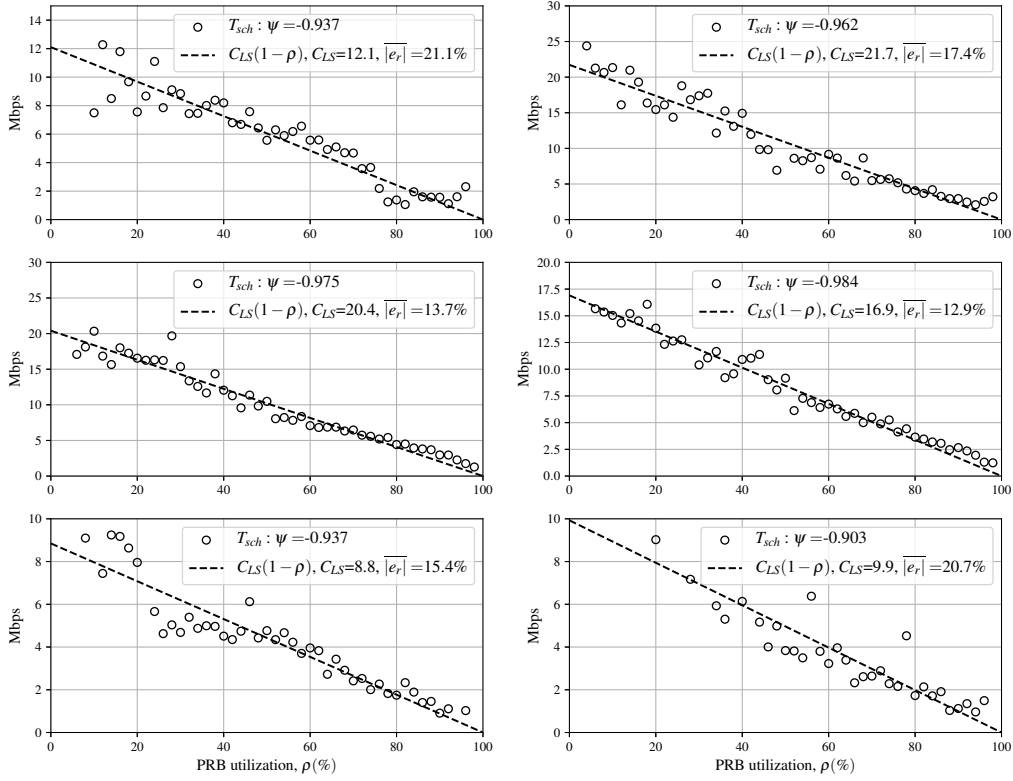 14
12
10
8
6
4
2
0
Mbps
0 20 40 60 80 100
T_sch : ψ=-0.937
C_LS(1−ρ), C_LS=12.1, |e_r|=21.1%
25
20
15
10
5
0
Mbps
0 20 40 60 80 100
T_sch : ψ=-0.962
C_LS(1−ρ), C_LS=21.7, |e_r|=17.4%
30
25
20
15
10
5
0
Mbps
0 20 40 60 80 100
T_sch : ψ=-0.975
C_LS(1−ρ), C_LS=20.4, |e_r|=13.7%
20.0
17.5
15.0
12.5
10.0
7.5
5.0
2.5
0.0
Mbps
0 20 40 60 80 100
T_sch : ψ=-0.984
C_LS(1−ρ), C_LS=16.9, |e_r|=12.9%
10
8
6
4
2
0
Mbps
0 20 40 60 80 100
PRB utilization, ρ(%)
T_sch : ψ=-0.937
C_LS(1−ρ), C_LS=8.8, |e_r|=15.4%
10
8
6
4
2
0
Mbps
0 20 40 60 80 100
PRB utilization, ρ(%)
T_sch : ψ=-0.903
C_LS(1−ρ), C_LS=9.9, |e_r|=20.7%